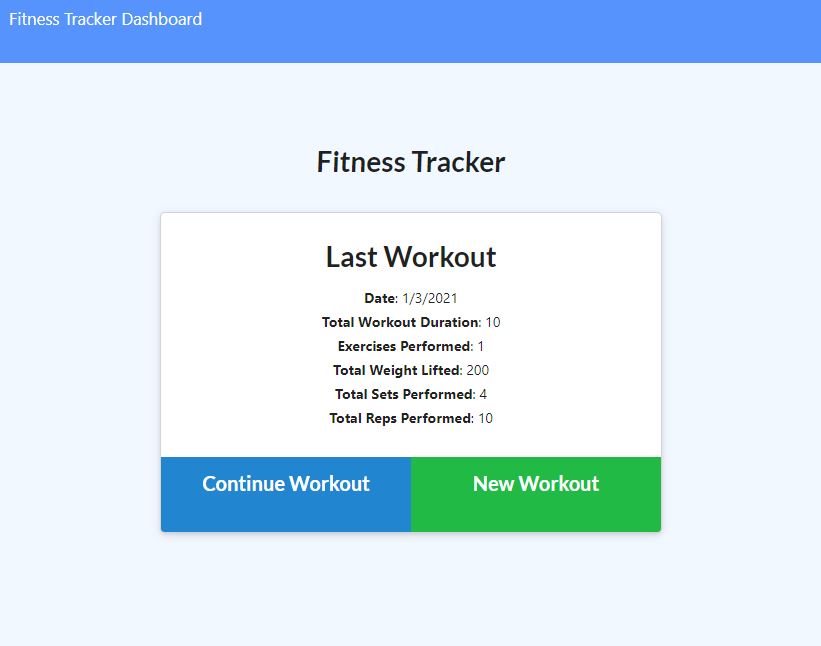 Fitness Tracker Dashboard
Fitness Tracker
Last Workout
Date: 1/3/2021
Total Workout Duration: 10
Exercises Performed: 1
Total Weight Lifted: 200
Total Sets Performed: 4
Total Reps Performed: 10
Continue Workout New Workout